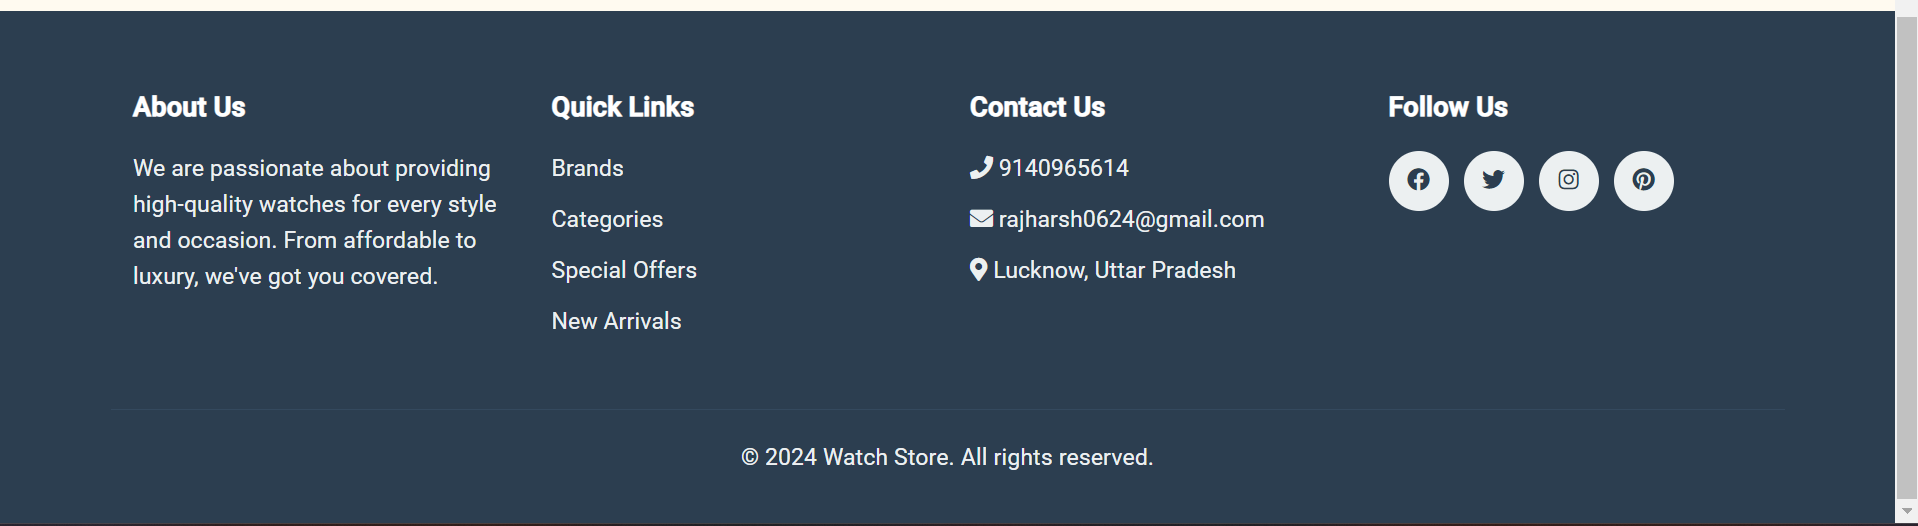 About Us
We are passionate about providing
high-quality watches for every style
and occasion. From affordable to
luxury, we've got you covered.
Quick Links
Brands
Categories
Special Offers
New Arrivals
Contact Us
9140965614
rajharsh0624@gmail.com
Lucknow, Uttar Pradesh
Follow Us
© 2024 Watch Store. All rights reserved.